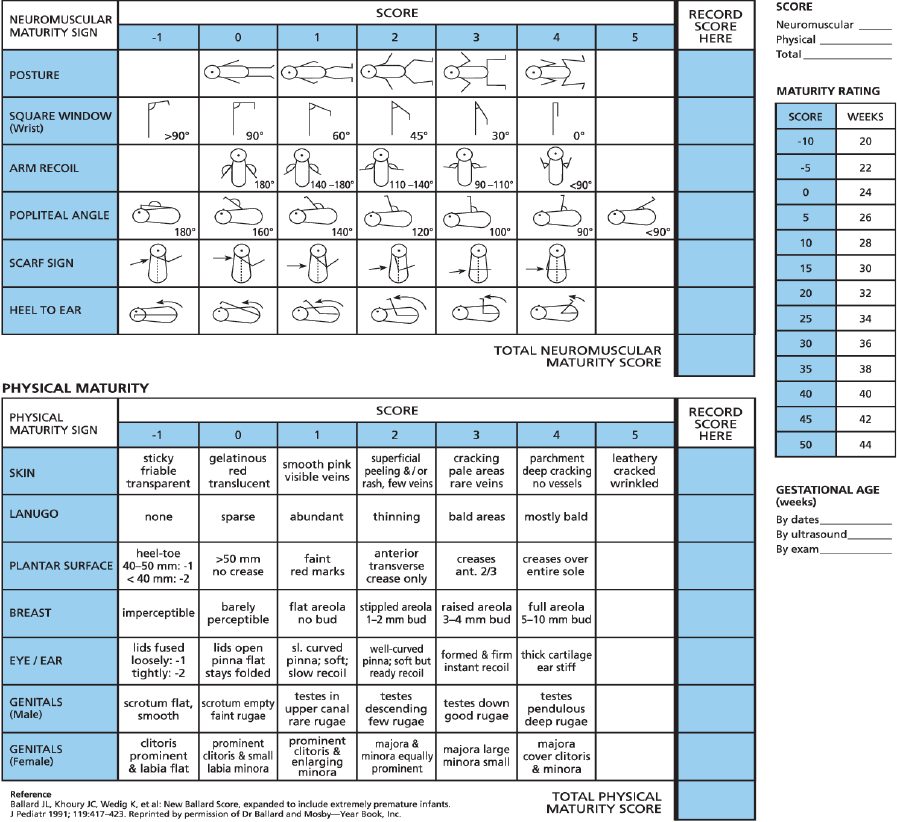 NEUROMUSCULAR
MATURITY SIGN
SCORE
RECORD
SCORE
HERE
-1 0 1 2 3 4 5
POSTURE
SQUARE WINDOW
(Wrist)
>90° 90° 60° 45° 30° 0°
ARM RECOIL
180° 140 –180° 110 –140° 90 –110° <90°
POPLITEAL ANGLE
180° 160° 140° 120° 100° 90° <90°
SCARF SIGN
HEEL TO EAR
TOTAL NEUROMUSCULAR
MATURITY SCORE
PHYSICAL MATURITY
PHYSICAL
MATURITY SIGN
SCORE
RECORD
SCORE
HERE
-1 0 1 2 3 4 5
SKIN
sticky
friable
transparent
gelatinous
red
translucent
smooth pink
visible veins
superficial
peeling & / or
rash, few veins
cracking
pale areas
rare veins
parchment
deep cracking
no vessels
leathery
cracked
wrinkled
LANUGO
none
sparse
abundant
thinning
bald areas
mostly bald
PLANTAR SURFACE
heel-toe
40–50 mm: -1
< 40 mm: -2
>50 mm
no crease
faint
red marks
anterior
transverse
crease only
creases
ant. 2/3
creases over
entire sole
BREAST
imperceptible
barely
perceptible
flat areola
no bud
stippled areola
1–2 mm bud
raised areola
3–4 mm bud
full areola
5–10 mm bud
EYE / EAR
lids fused
loosely: -1
tightly: -2
lids open
pinna flat
stays folded
sl. curved
pinna; soft;
slow recoil
well-curved
pinna; soft but
ready recoil
formed & firm
instant recoil
thick cartilage
ear stiff
GENITALS
(Male)
scrotum flat,
smooth
scrotum empty
faint rugae
testes in
upper canal
rare rugae
testes
descending
few rugae
testes down
good rugae
testes
pendulous
deep rugae
GENITALS
(Female)
clitoris
prominent
& labia flat
prominent
clitoris & small
labia minora
prominent
clitoris &
enlarging
minora
majora &
minora equally
prominent
majora large
minora small
majora
cover clitoris
& minora
TOTAL PHYSICAL
MATURITY SCORE
Reference
Ballard JL, Khoury JC, Wedig K, et al: New Ballard Score, expanded to include extremely premature infants.
J Pediatr 1991; 119:417–423. Reprinted by permission of Dr Ballard and Mosby—Year Book, Inc.
SCORE
Neuromuscular
Physical
Total
MATURITY RATING
SCORE WEEKS
-10 20
-5 22
0 24
5 26
10 28
15 30
20 32
25 34
30 36
35 38
40 40
45 42
50 44
GESTATIONAL AGE
(weeks)
By dates
By ultrasound
By exam